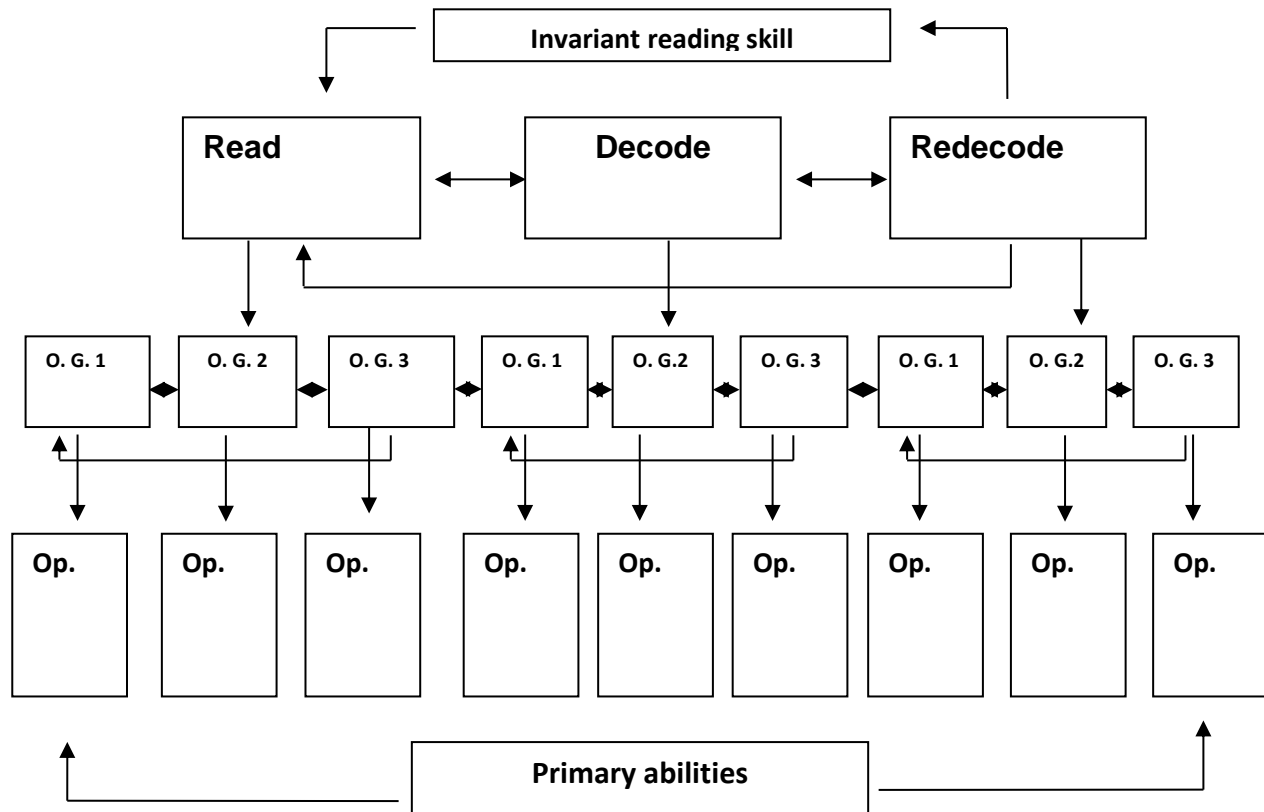 Invariant reading skill
Read Decode Redecode
O. G. 1 O. G. 2 O. G. 3 O. G. 1 O. G.2 O. G. 3 O. G. 1 O. G.2 O. G. 3
Op. Op. Op. Op. Op. Op. Op. Op. Op.
Primary abilities